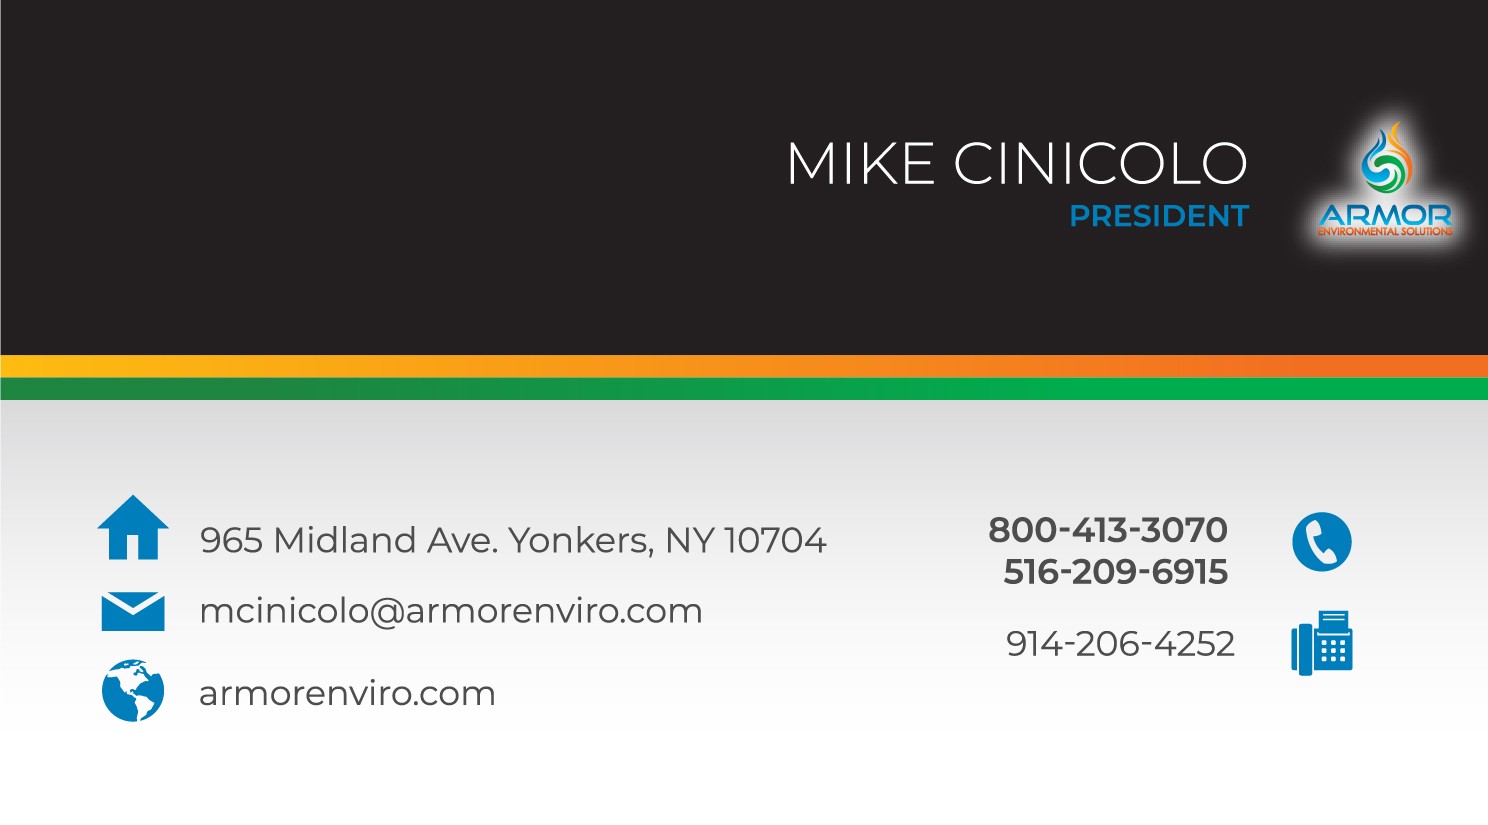 MIKE CINICOLO
PRESIDENT
ARMOR
ENVIRONMENTAL SOLUTIONS
965 Midland Ave. Yonkers, NY 10704
mcinicolo@armorenviro.com
armorenviro.com
800-413-3070
516-209-6915
914-206-4252